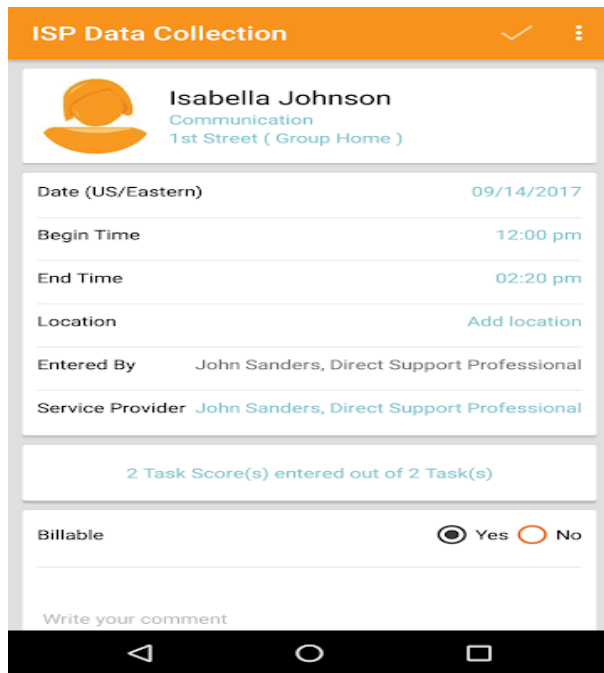 ISP Data Collection
Isabella Johnson
Communication
1st Street ( Group Home )
Date (US/Eastern) 09/14/2017
Begin Time 12:00 pm
End Time 02:20 pm
Location Add location
Entered By John Sanders, Direct Support Professional
Service Provider John Sanders, Direct Support Professional
2 Task Score(s) entered out of 2 Task(s)
Billable Yes No
Write your comment